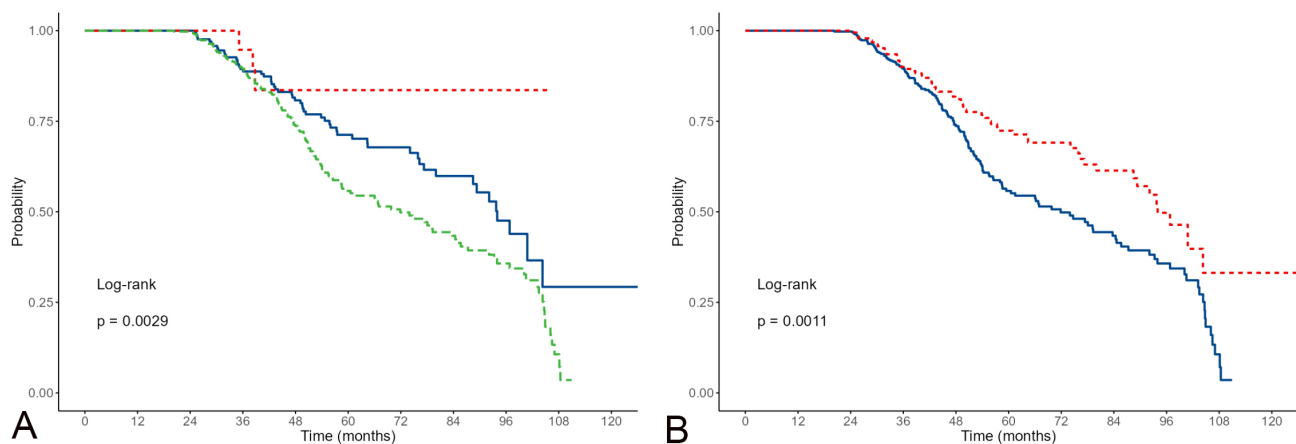 1.00
0.75
0.50
0.25
0.00
Probability
Log-rank
p = 0.0029
0 12 24 36 48 60 72 84 96 108 120
Time (months)
A
1.00
0.75
0.50
0.25
0.00
Probability
Log-rank
p = 0.0011
0 12 24 36 48 60 72 84 96 108 120
Time (months)
B